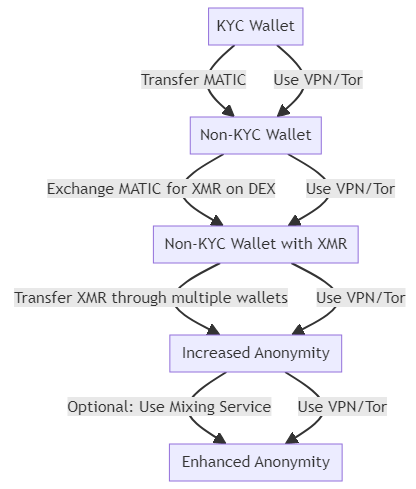 KYC Wallet
Transfer MATIC
Use VPN/Tor
Non-KYC Wallet
Exchange MATIC for XMR on DEX
Use VPN/Tor
Non-KYC Wallet with XMR
Transfer XMR through multiple wallets
Use VPN/Tor
Increased Anonymity
Optional: Use Mixing Service
Use VPN/Tor
Enhanced Anonymity